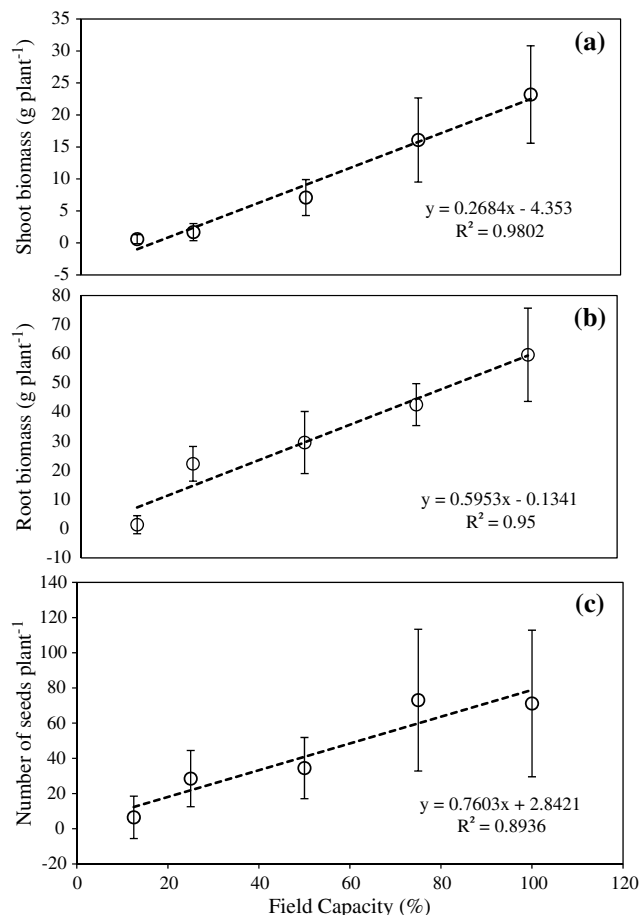 (a)
Shoot biomass (g plant⁻¹)
35
30
25
20
15
10
5
0
-5
y = 0.2684x - 4.353
R² = 0.9802
(b)
Root biomass (g plant⁻¹)
80
70
60
50
40
30
20
10
0
-10
y = 0.5953x - 0.1341
R² = 0.95
(c)
Number of seeds plant⁻¹
140
120
100
80
60
40
20
0
-20
y = 0.7603x + 2.8421
R² = 0.8936
0 20 40 60 80 100 120
Field Capacity (%)